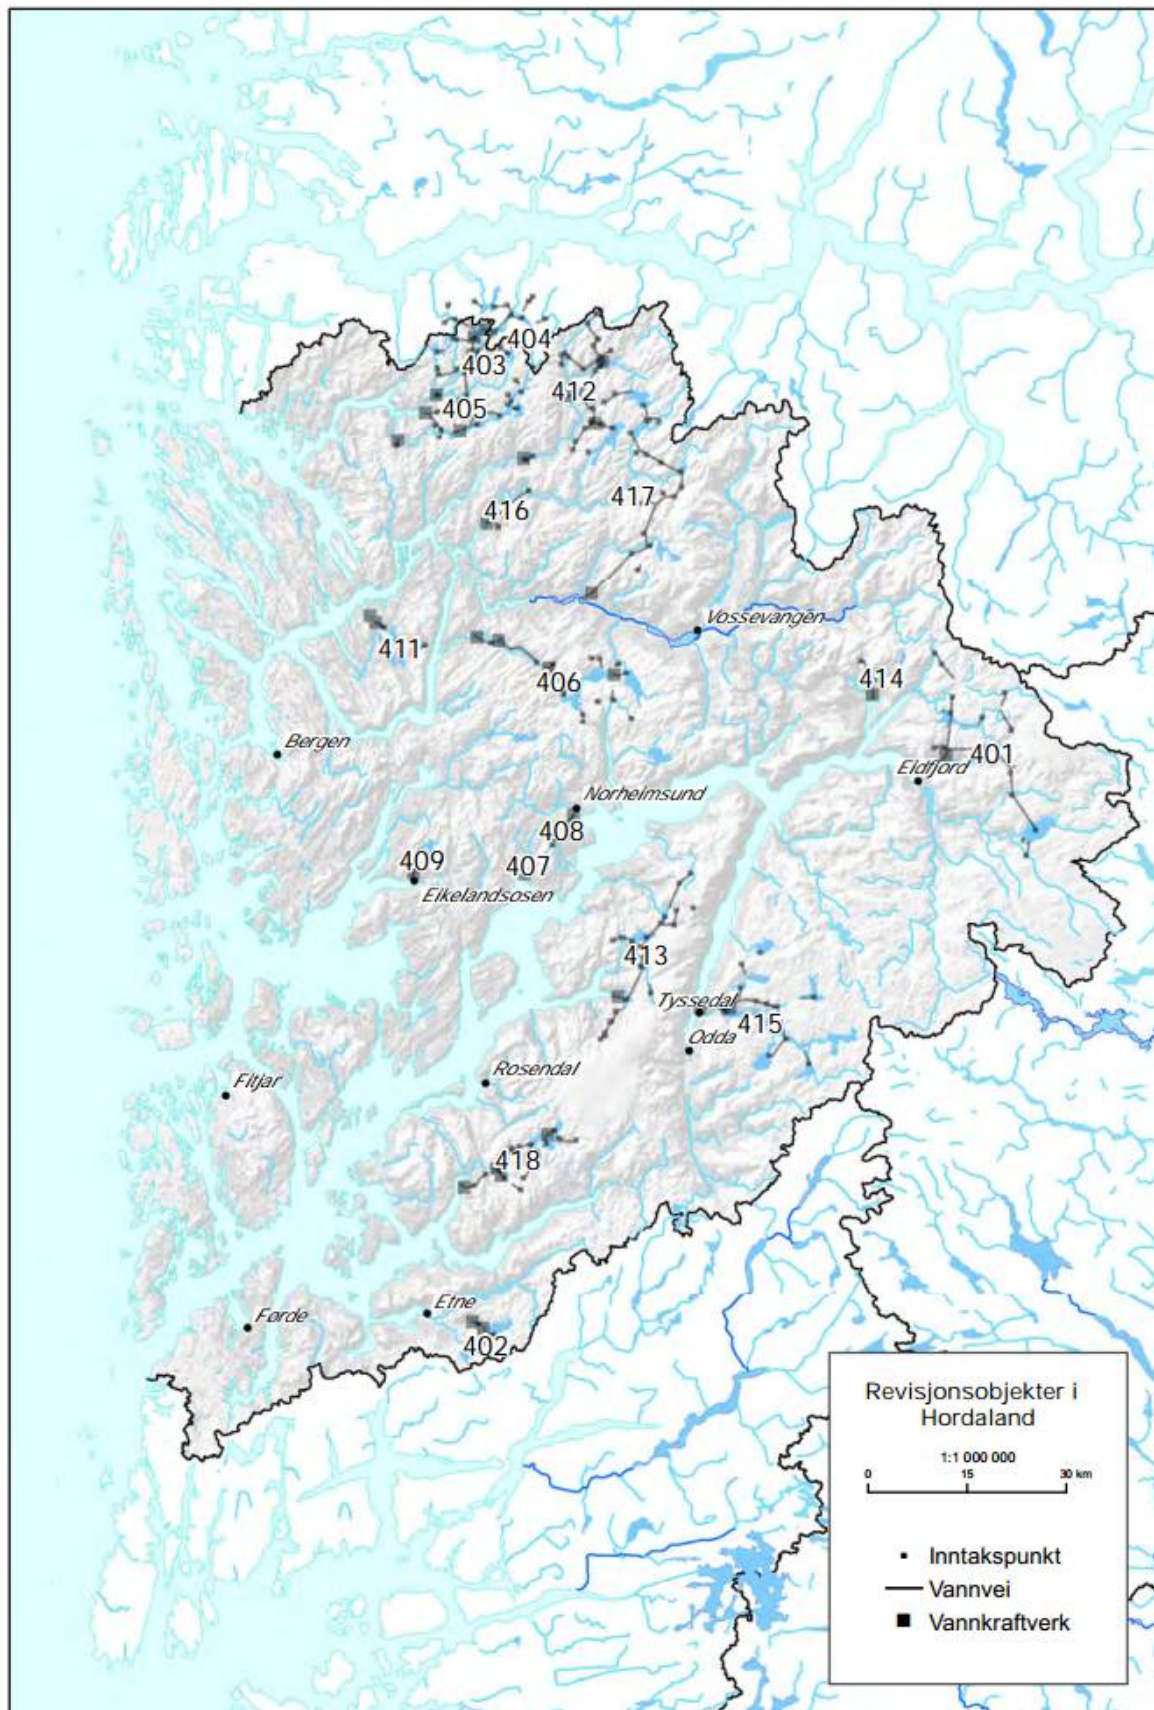 404
403
412
405
417
416
Vossevangen
411
406
414
Bergen
401
Eidfjord
Norheimsund
408
409
407
Eikelandsosen
413
Tyssedal
415
Odda
Rosendal
Fitjar
418
Etne
Førde
402
Revisjonsobjekter i
Hordaland
1:1 000 000
0 15 30 km
Inntakspunkt
Vannvei
Vannkraftverk